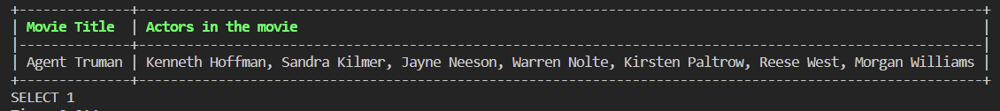 Movie Title | Actors in the movie
Agent Truman | Kenneth Hoffman, Sandra Kilmer, Jayne Neeson, Warren Nolte, Kirsten Paltrow, Reese West, Morgan Williams
SELECT 1